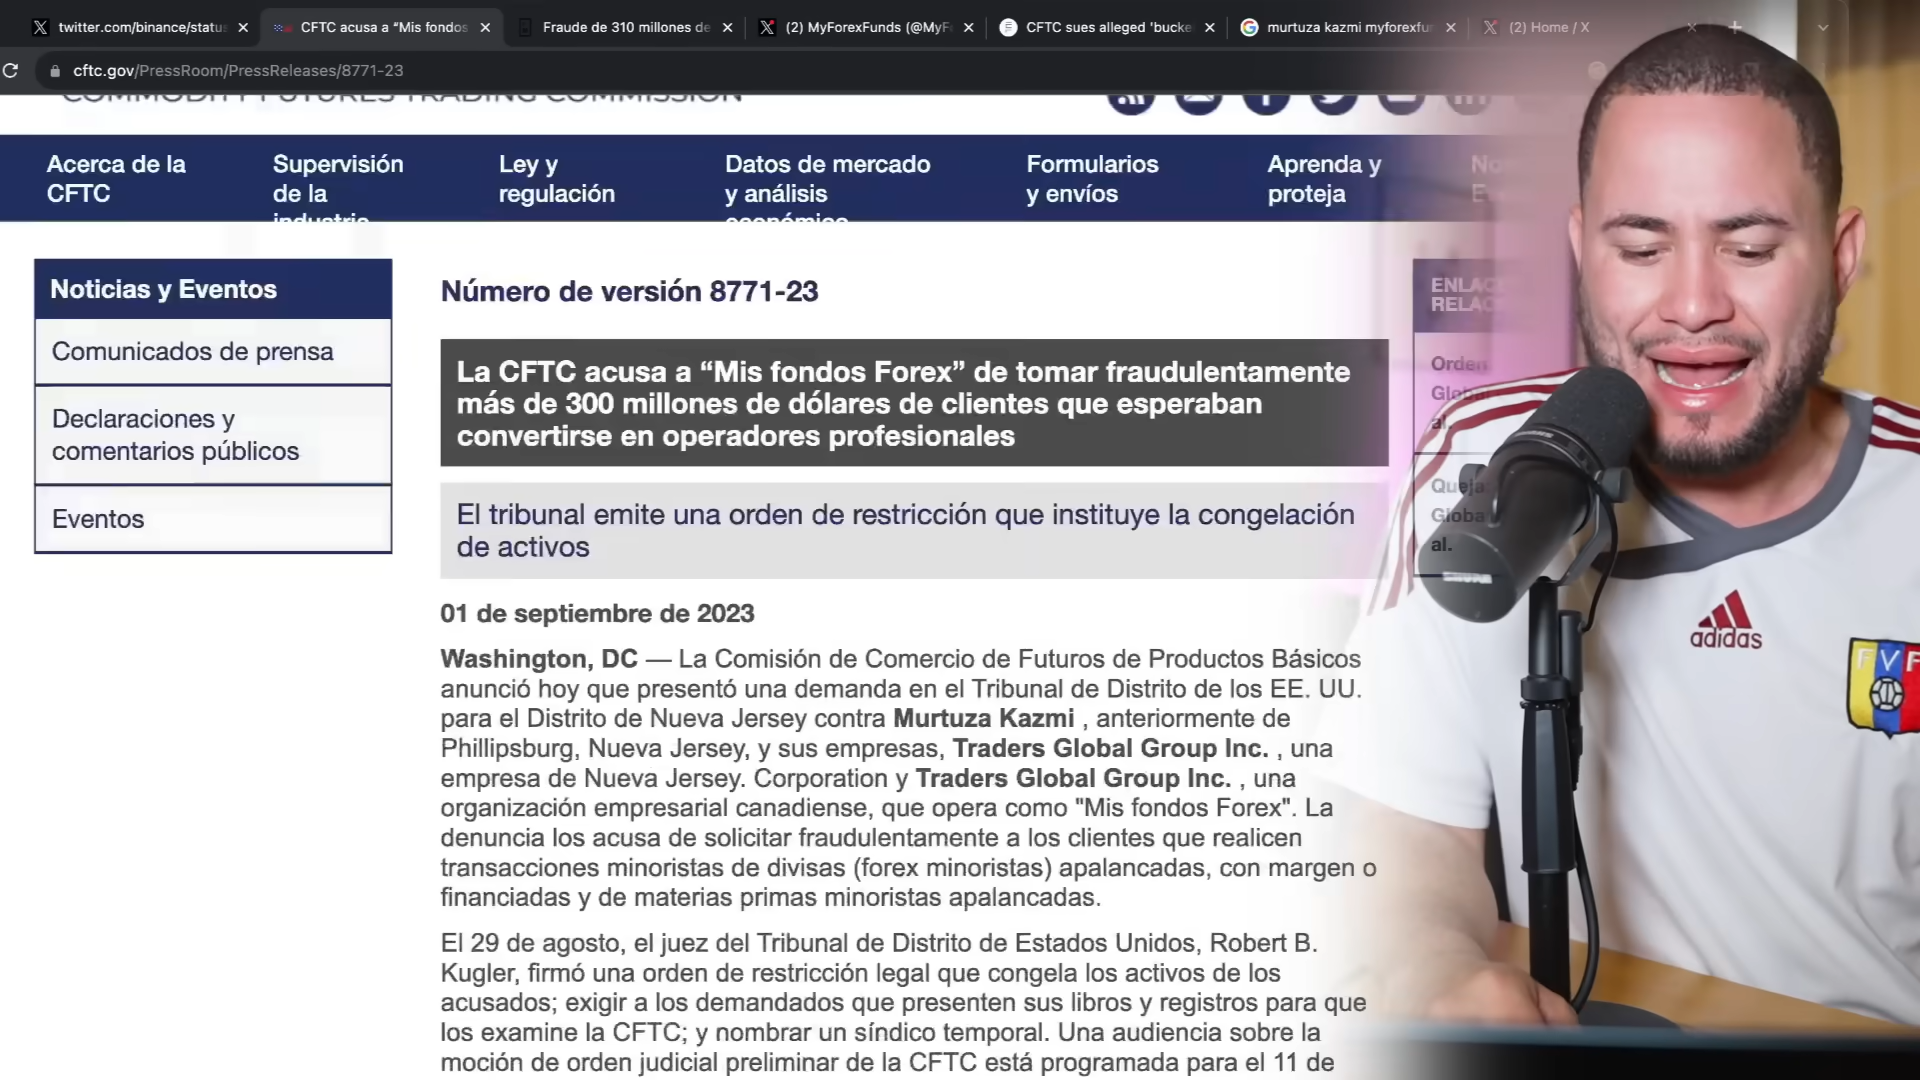 twitter.com/binance/status
CFTC acusa a “Mis fondos
Fraude de 310 millones de
(2) MyForexFunds (@MyF
CFTC sues alleged 'bucke
murtuza kazmi myforexfu
(2) Home / X
cftc.gov/PressRoom/PressReleases/8771-23
COMMODITY FUTURES TRADING COMMISSION
Acerca de la
CFTC
Supervisión
de la
industria
Ley y
regulación
Datos de mercado
y análisis
económico
Formularios
y envíos
Aprenda y
proteja
Noticias y Eventos
Comunicados de prensa
Declaraciones y
comentarios públicos
Eventos
Número de versión 8771-23
La CFTC acusa a “Mis fondos Forex” de tomar fraudulentamente
más de 300 millones de dólares de clientes que esperaban
convertirse en operadores profesionales
El tribunal emite una orden de restricción que instituye la congelación
de activos
01 de septiembre de 2023
Washington, DC — La Comisión de Comercio de Futuros de Productos Básicos
anunció hoy que presentó una demanda en el Tribunal de Distrito de los EE. UU.
para el Distrito de Nueva Jersey contra Murtuza Kazmi , anteriormente de
Phillipsburg, Nueva Jersey, y sus empresas, Traders Global Group Inc. , una
empresa de Nueva Jersey. Corporation y Traders Global Group Inc. , una
organización empresarial canadiense, que opera como "Mis fondos Forex". La
denuncia los acusa de solicitar fraudulentamente a los clientes que realicen
transacciones minoristas de divisas (forex minoristas) apalancadas, con margen o
financiadas y de materias primas minoristas apalancadas.
El 29 de agosto, el juez del Tribunal de Distrito de Estados Unidos, Robert B.
Kugler, firmó una orden de restricción legal que congela los activos de los
acusados; exigir a los demandados que presenten sus libros y registros para que
los examine la CFTC; y nombrar un síndico temporal. Una audiencia sobre la
moción de orden judicial preliminar de la CFTC está programada para el 11 de
Orden
al.
Queja
al.
adidas
FVF